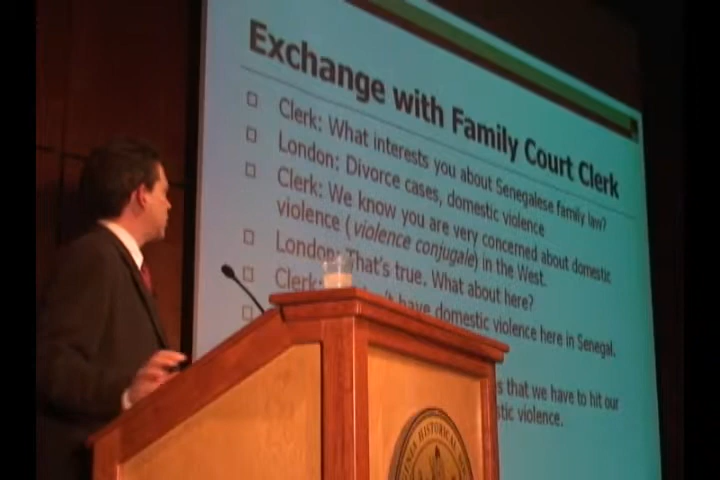 Exchange with Family Court Clerk
Clerk: What interests you about Senegalese family law?
London: Divorce cases, domestic violence
Clerk: We know you are very concerned about domestic
violence (violence conjugale) in the West.
London: That's true. What about here?
Clerk: have domestic violence here in Senegal.
that we have to hit our
violence.
HISTORICAL